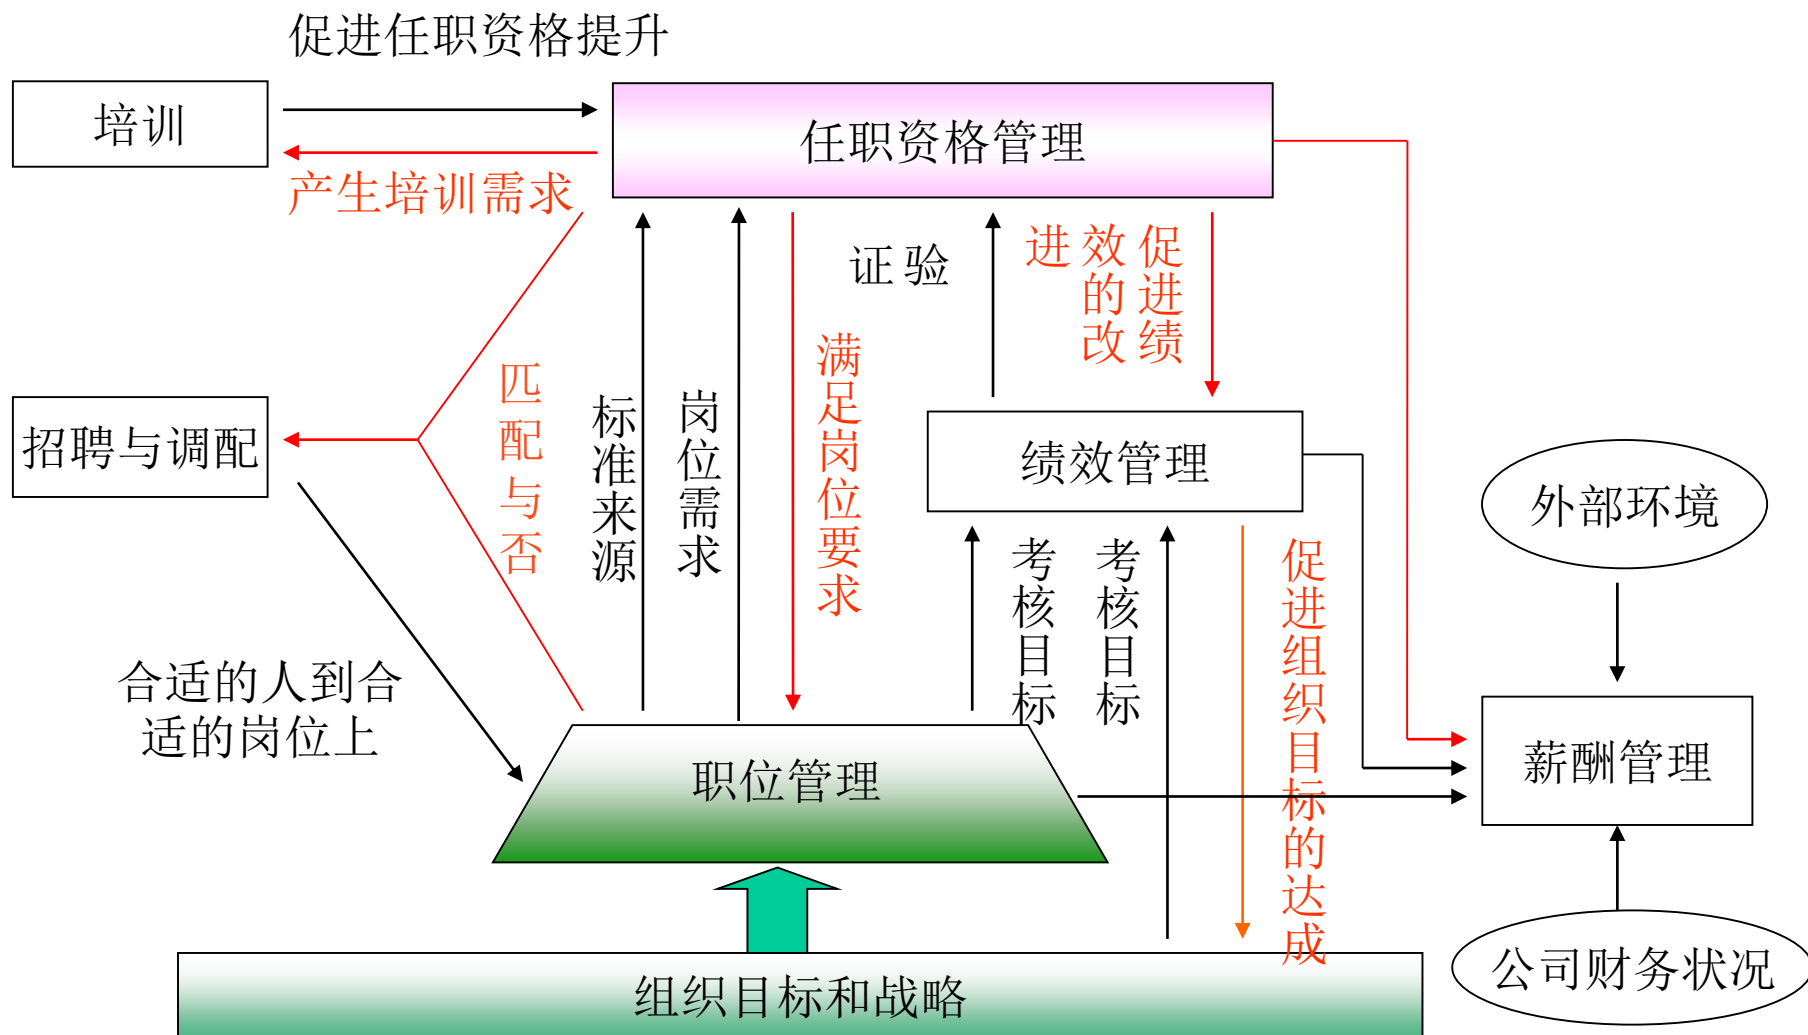 促进任职资格提升
培训
任职资格管理
产生培训需求
证验
促进绩
效的改
进
满足岗位要求
匹配与否
标准来源
岗位需求
招聘与调配
绩效管理
外部环境
考核目标
考核目标
促进组织目标的达成
合适的人到合
适的岗位上
职位管理
薪酬管理
公司财务状况
组织目标和战略